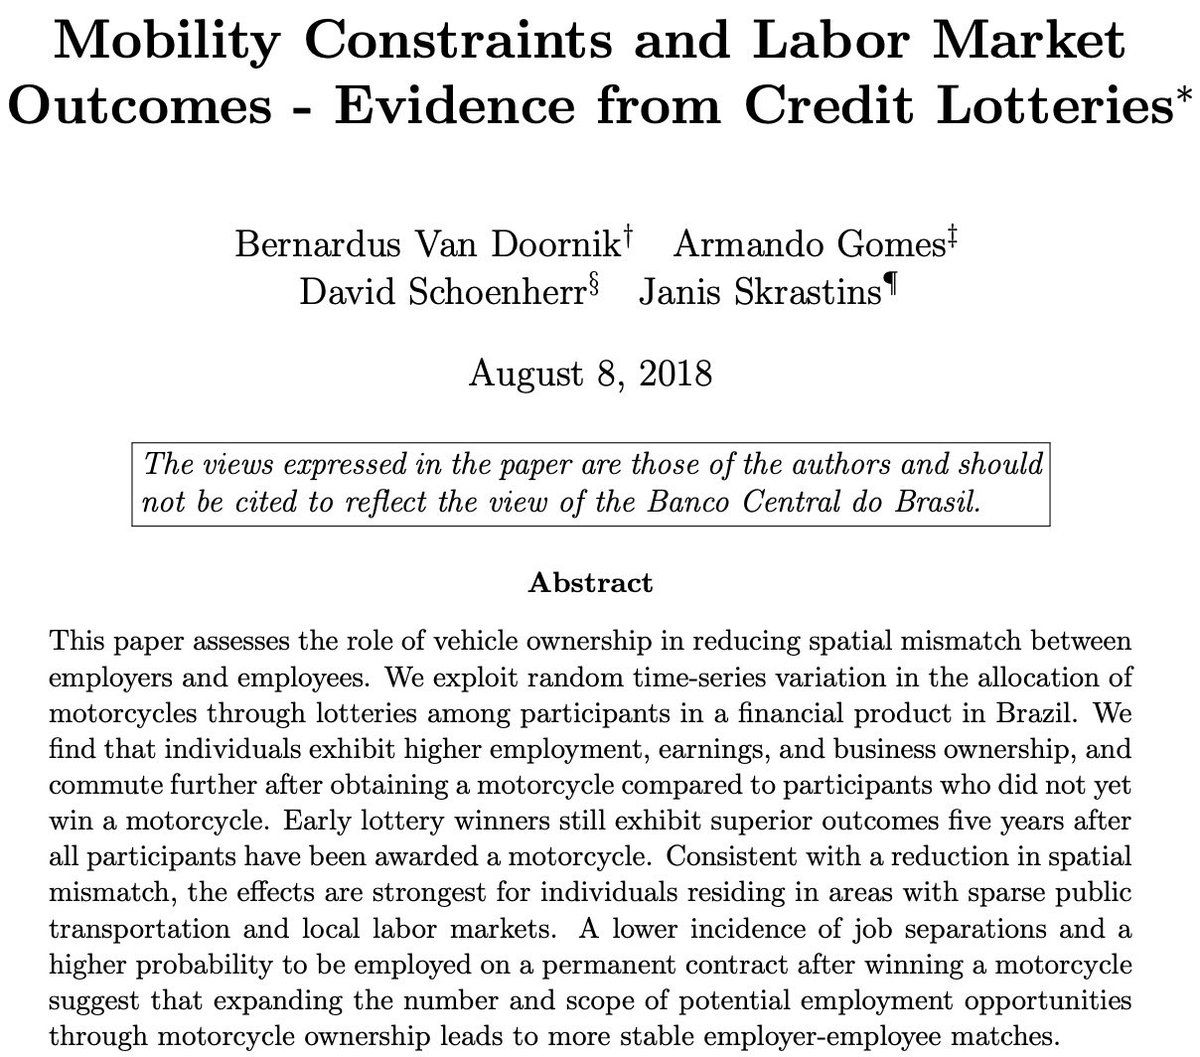 Mobility Constraints and Labor Market
Outcomes - Evidence from Credit Lotteries*
Bernardus Van Doornik† Armando Gomes‡
David Schoenherr§ Janis Skrastins¶
August 8, 2018
The views expressed in the paper are those of the authors and should
not be cited to reflect the view of the Banco Central do Brasil.
Abstract
This paper assesses the role of vehicle ownership in reducing spatial mismatch between
employers and employees. We exploit random time-series variation in the allocation of
motorcycles through lotteries among participants in a financial product in Brazil. We
find that individuals exhibit higher employment, earnings, and business ownership, and
commute further after obtaining a motorcycle compared to participants who did not yet
win a motorcycle. Early lottery winners still exhibit superior outcomes five years after
all participants have been awarded a motorcycle. Consistent with a reduction in spatial
mismatch, the effects are strongest for individuals residing in areas with sparse public
transportation and local labor markets. A lower incidence of job separations and a
higher probability to be employed on a permanent contract after winning a motorcycle
suggest that expanding the number and scope of potential employment opportunities
through motorcycle ownership leads to more stable employer-employee matches.